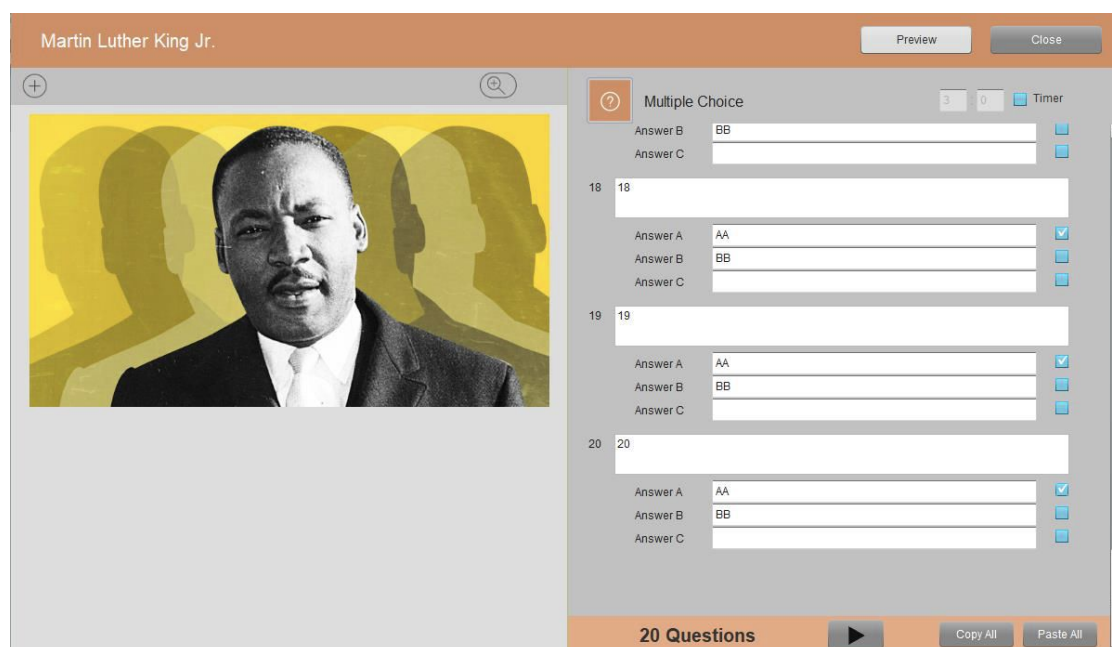 Martin Luther King Jr.
Preview
Close
Multiple Choice
3 : 0
Timer
Answer B
BB
Answer C
18
18
Answer A
AA
Answer B
BB
Answer C
19
19
Answer A
AA
Answer B
BB
Answer C
20
20
Answer A
AA
Answer B
BB
Answer C
20 Questions
Copy All
Paste All